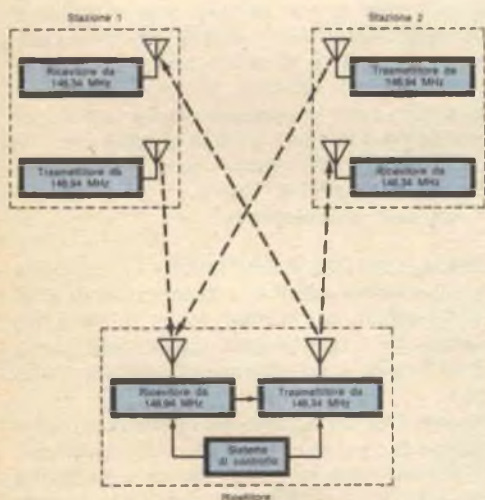 Stazione 1
Ricevitore da
146,34 MHz
Trasmettitore da
146,94 MHz
Stazione 2
Trasmettitore da
146,94 MHz
Ricevitore da
146,34 MHz
Ricevitore da
146,94 MHz
Trasmettitore da
146,34 MHz
Sistema
di controllo
Ripetitore